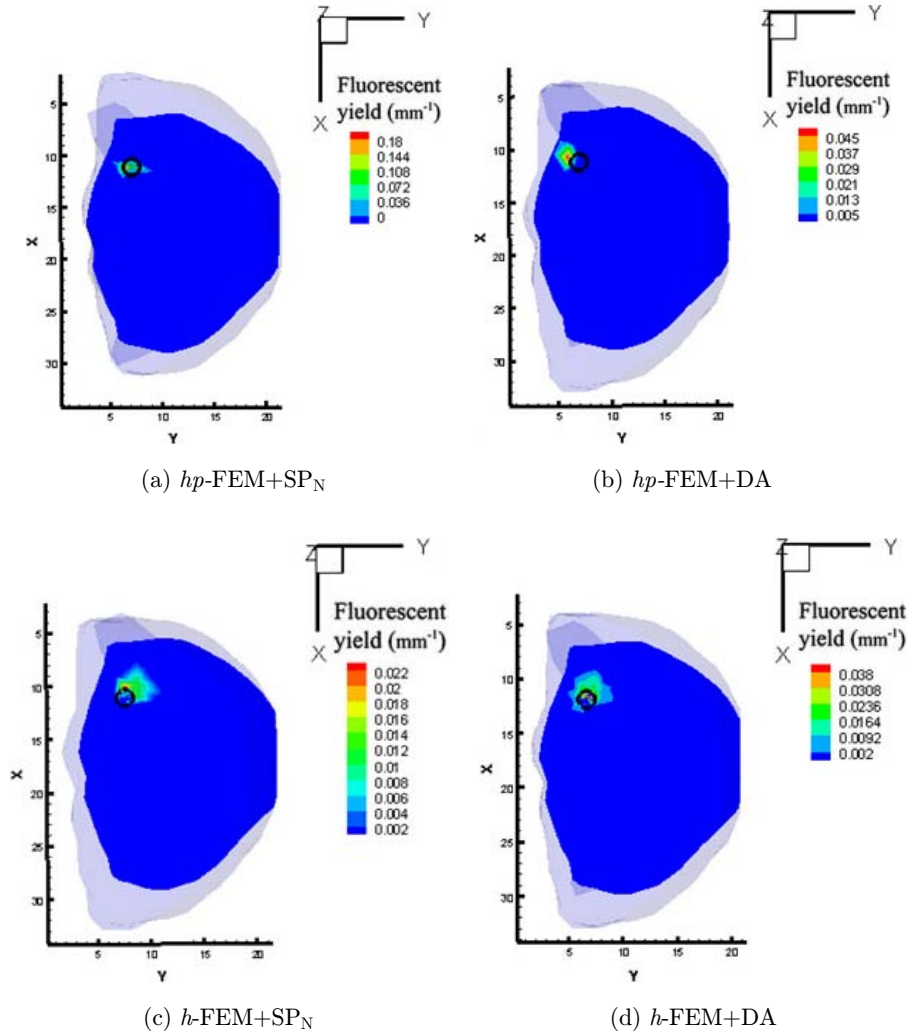 Z Y
X
Fluorescent
yield (mm⁻¹)
0.18
0.144
0.108
0.072
0.036
0
5
10
15
20
25
30
X
5 10 15 20
Y
(a) hp-FEM+SP_N
Z Y
X
Fluorescent
yield (mm⁻¹)
0.045
0.037
0.029
0.021
0.013
0.005
5
10
15
20
25
30
X
5 10 15 20
Y
(b) hp-FEM+DA
Z Y
X
Fluorescent
yield (mm⁻¹)
0.022
0.02
0.018
0.016
0.014
0.012
0.01
0.008
0.006
0.004
0.002
5
10
15
20
25
30
X
5 10 15 20
Y
(c) h-FEM+SP_N
Z Y
X
Fluorescent
yield (mm⁻¹)
0.038
0.0308
0.0236
0.0164
0.0092
0.002
5
10
15
20
25
30
X
5 10 15 20
Y
(d) h-FEM+DA